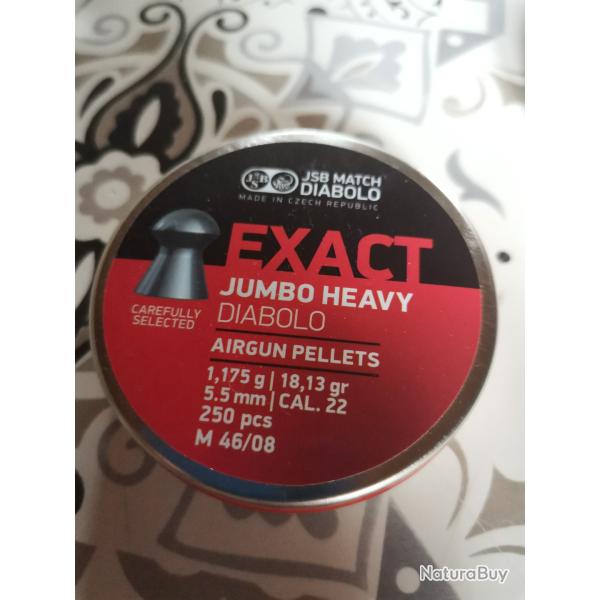 JSB
JSB MATCH
DIABOLO
MADE IN CZECH REPUBLIC
EXACT
JUMBO HEAVY
DIABOLO
CAREFULLY
SELECTED
AIRGUN PELLETS
1,175 g | 18,13 gr
5.5 mm | CAL. 22
250 pcs
M 46/08
NaturaBuy